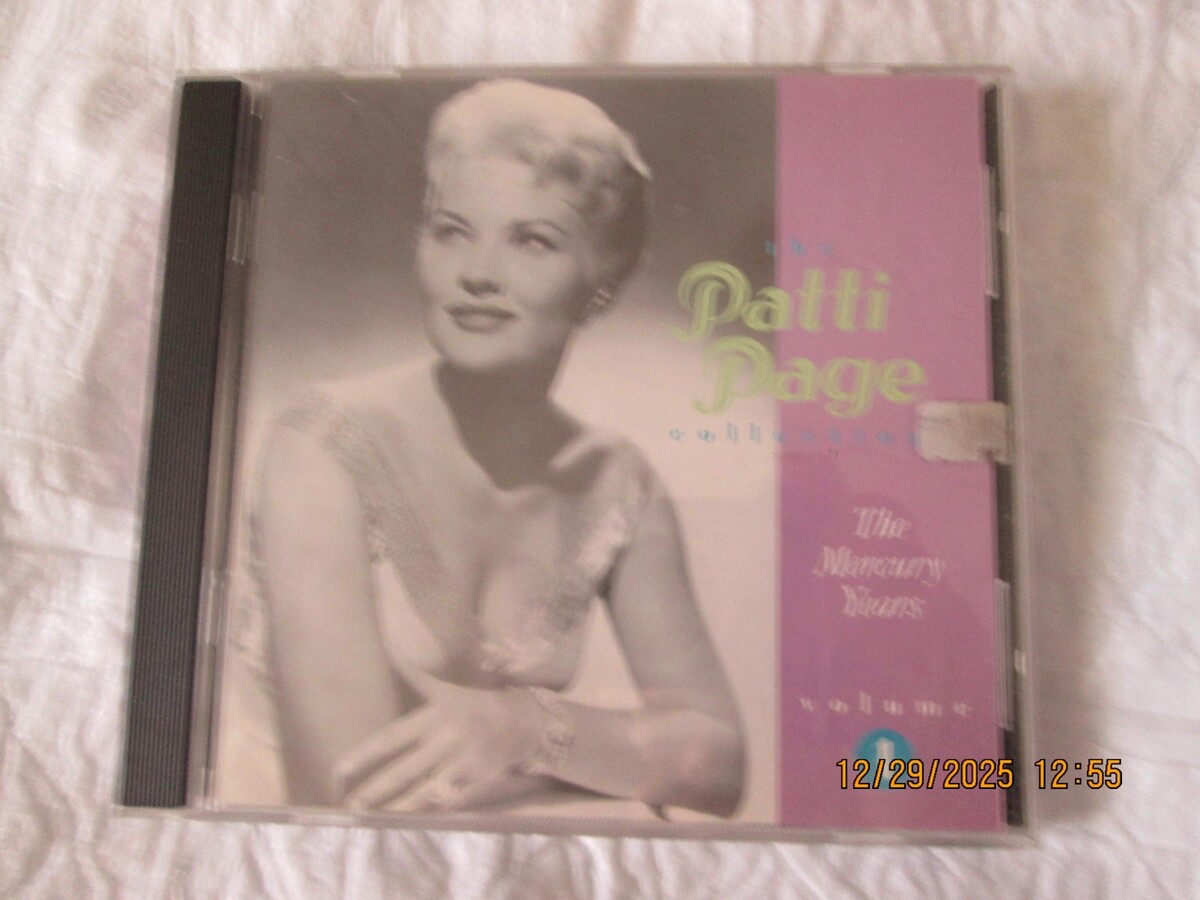 the
Patti
Page
collection
The
Mercury
Years
volume
1
12/29/2025 12:55